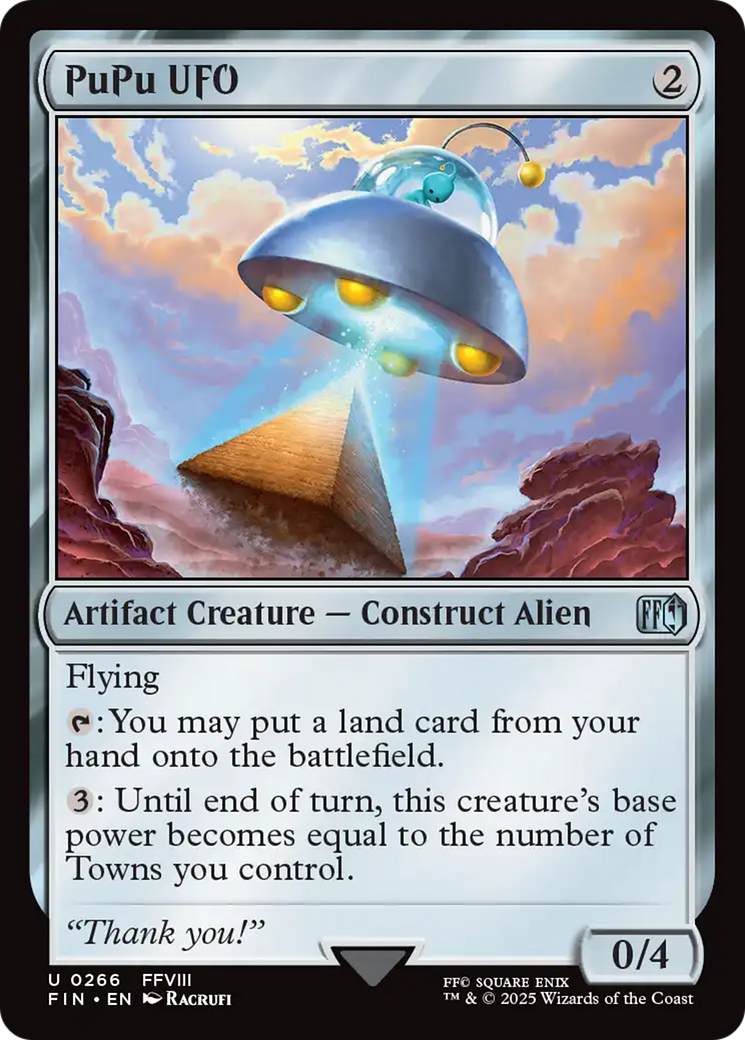 PuPu UFO
2
Artifact Creature — Construct Alien
FF
Flying
: You may put a land card from your
hand onto the battlefield.
3: Until end of turn, this creature's base
power becomes equal to the number of
Towns you control.
“Thank you!”
0/4
U 0266 FFVIII
FIN • EN Racrufi
FF© SQUARE ENIX
™ & © 2025 Wizards of the Coast